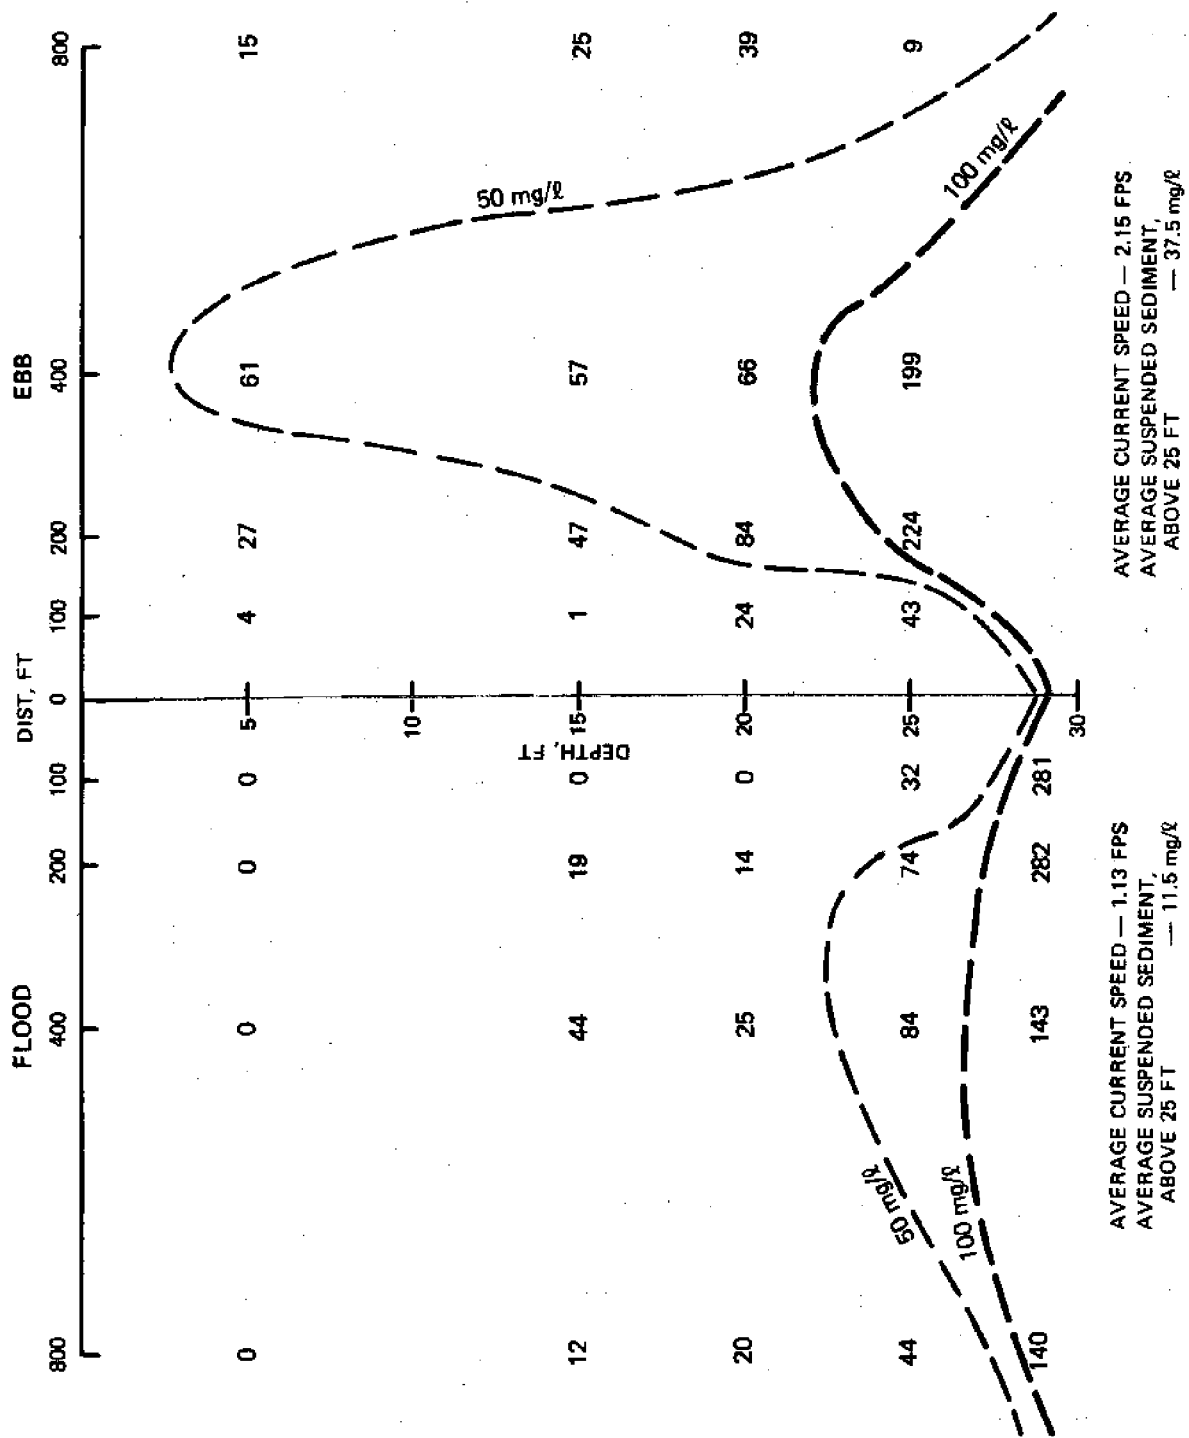 FLOOD DIST, FT EBB
800 400 200 100 0 100 200 400 800
0 0 0 0 5 4 27 61 15
10
50 mg/ℓ
DEPTH, FT
12 44 19 0 15 1 47 57 25
20 25 14 0 20 24 84 66 39
50 mg/ℓ
44 84 74 32 25 43 224 199 9
100 mg/ℓ
100 mg/ℓ
140 143 282 281
30
AVERAGE CURRENT SPEED — 1.13 FPS
AVERAGE SUSPENDED SEDIMENT,
ABOVE 25 FT — 11.5 mg/ℓ
AVERAGE CURRENT SPEED — 2.15 FPS
AVERAGE SUSPENDED SEDIMENT,
ABOVE 25 FT — 37.5 mg/ℓ